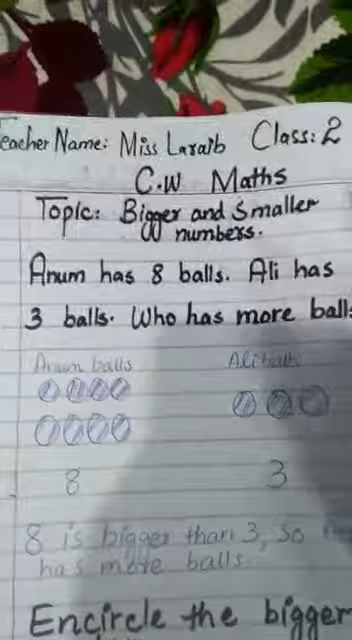 Teacher Name: Miss Laraib Class: 2
C.W Maths
Topic: Bigger and Smaller
numbers.
Anum has 8 balls. Ali has
3 balls. Who has more balls
Anum balls Ali balls
8 3
8 is bigger than 3, so
has more balls.
Encircle the bigger